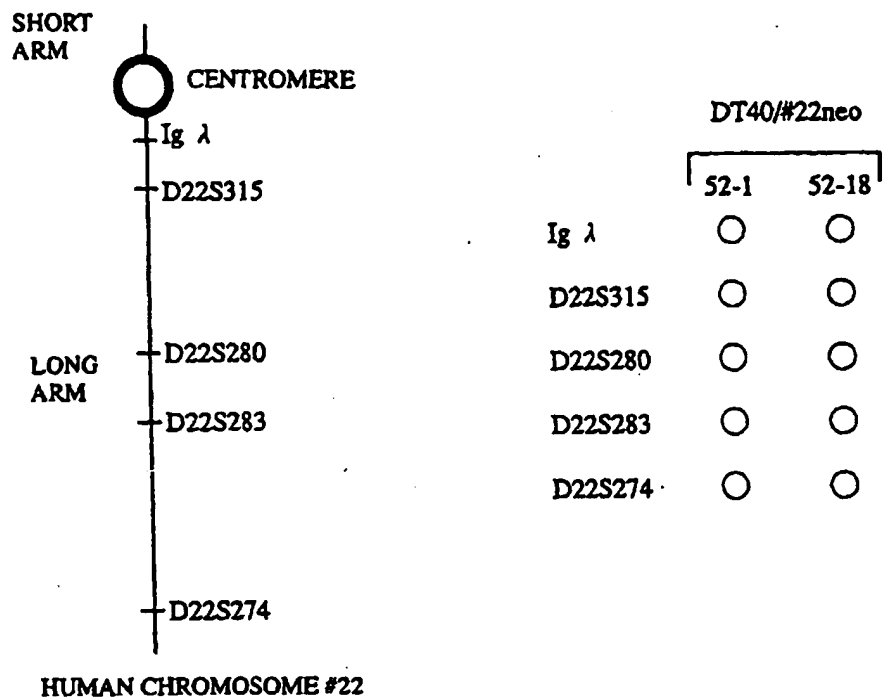 SHORT
ARM
CENTROMERE
Ig λ
D22S315
D22S280
LONG
ARM
D22S283
D22S274
HUMAN CHROMOSOME #22
DT40/#22neo
52-1 52-18
Ig λ
D22S315
D22S280
D22S283
D22S274